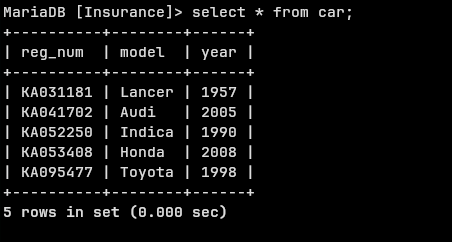 MariaDB [Insurance]> select * from car;
+----------+--------+------+
| reg_num  | model  | year |
+----------+--------+------+
| KA031181 | Lancer | 1957 |
| KA041702 | Audi   | 2005 |
| KA052250 | Indica | 1990 |
| KA053408 | Honda  | 2008 |
| KA095477 | Toyota | 1998 |
+----------+--------+------+
5 rows in set (0.000 sec)